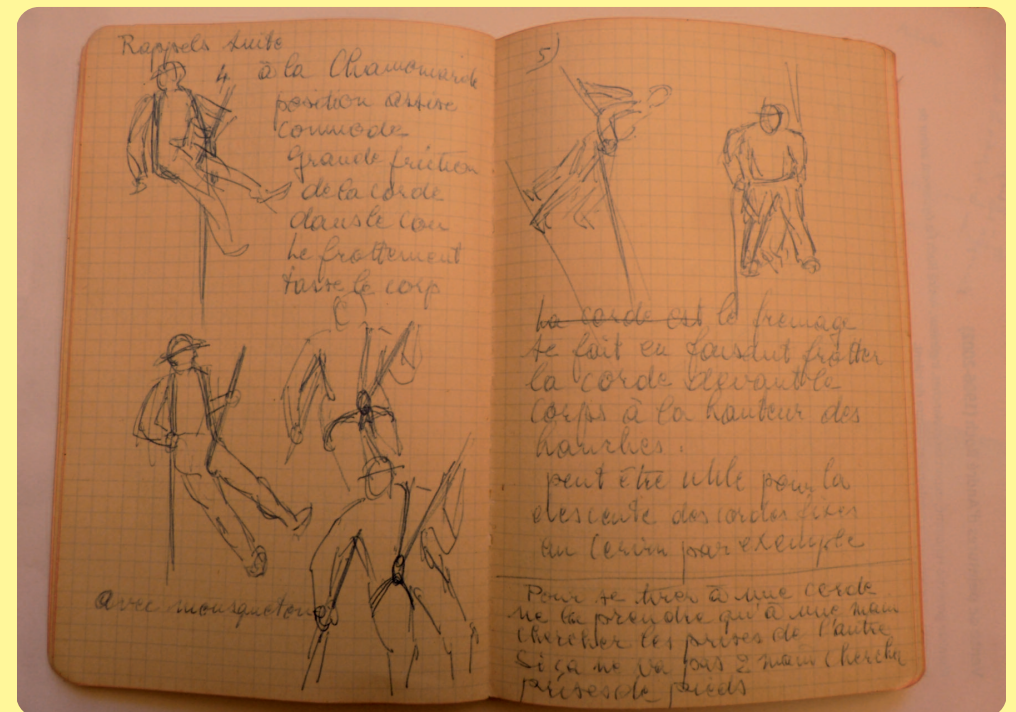 Rappels suite
4. à la Chamoniarde
position assise
commode
Grande friction
de la corde
dans le cou
Le frottement
tasse le corp
avec mousqueton
5)
La corde est le freinage
se fait en faisant frotter
la corde devant le
corps à la hauteur des
hanches.
peut être utile pour la
descente des cordes fixes
au Cervin par exemple
Pour se tirer à une corde
ne la prendre qu'à une main
chercher les prises de l'autre
Si ça ne va pas 2 main chercher
prises de pieds